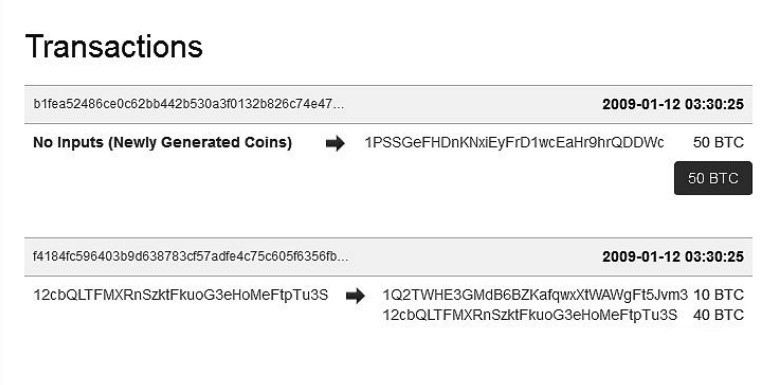 Transactions
b1fea52486ce0c62bb442b530a3f0132b826c74e47... 2009-01-12 03:30:25
No Inputs (Newly Generated Coins) 1PSSGeFHDnKNxiEyFrD1wcEaHr9hrQDDWc 50 BTC
50 BTC
f4184fc596403b9d638783cf57adfe4c75c605f6356fb... 2009-01-12 03:30:25
12cbQLTFMXRnSzktFkuoG3eHoMeFtpTu3S 1Q2TWHE3GMdB6BZKafqwxXtWAWgFt5Jvm3 10 BTC
12cbQLTFMXRnSzktFkuoG3eHoMeFtpTu3S 40 BTC